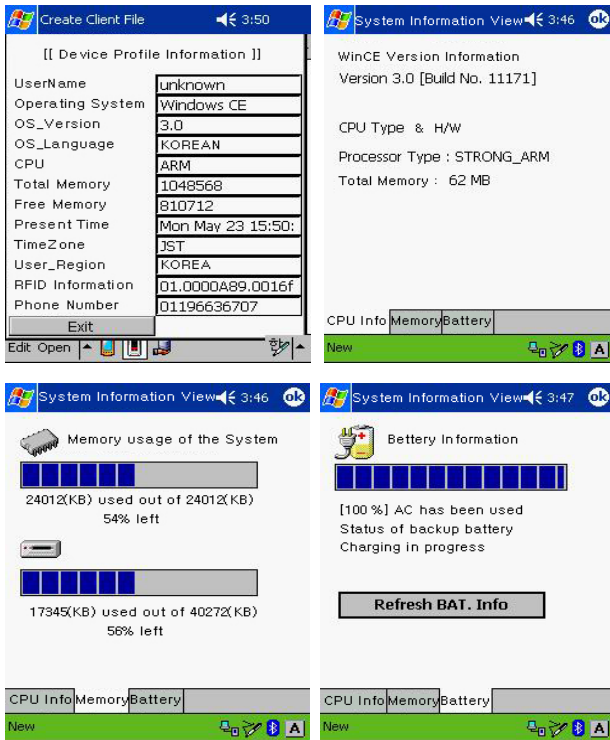 Create Client File 3:50
[[ Device Profile Information ]]
UserName unknown
Operating System Windows CE
OS_Version 3.0
OS_Language KOREAN
CPU ARM
Total Memory 1048568
Free Memory 810712
Present Time Mon May 23 15:50:
TimeZone JST
User_Region KOREA
RFID Information 01.0000A89.0016f
Phone Number 01196636707
Exit
Edit Open
System Information View 3:46 ok
WinCE Version Information
Version 3.0 [Build No. 11171]
CPU Type & H/W
Processor Type : STRONG_ARM
Total Memory : 62 MB
CPU Info Memory Battery
New A
System Information View 3:46 ok
Memory usage of the System
24012(KB) used out of 24012(KB)
54% left
17345(KB) used out of 40272(KB)
56% left
CPU Info Memory Battery
New A
System Information View 3:47 ok
Bettery Information
[100 %] AC has been used
Status of backup battery
Charging in progress
Refresh BAT. Info
CPU Info Memory Battery
New A